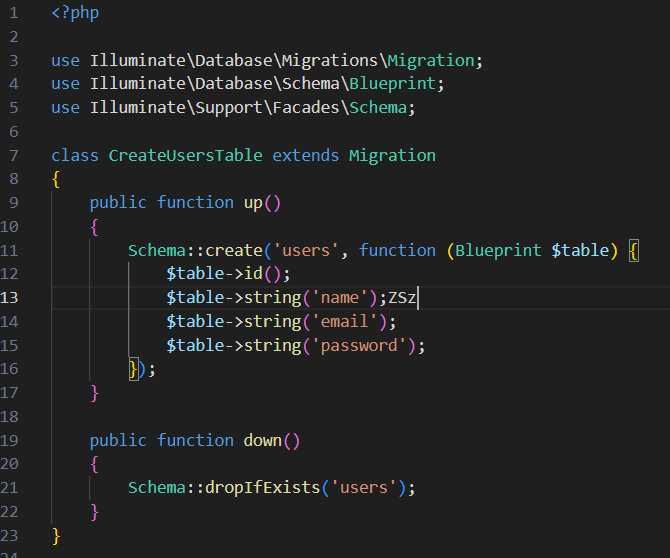 1 <?php
2
3 use Illuminate\Database\Migrations\Migration;
4 use Illuminate\Database\Schema\Blueprint;
5 use Illuminate\Support\Facades\Schema;
6
7 class CreateUsersTable extends Migration
8 {
9     public function up()
10     {
11         Schema::create('users', function (Blueprint $table) {
12             $table->id();
13             $table->string('name');ZSz
14             $table->string('email');
15             $table->string('password');
16         });
17     }
18
19     public function down()
20     {
21         Schema::dropIfExists('users');
22     }
23 }
24